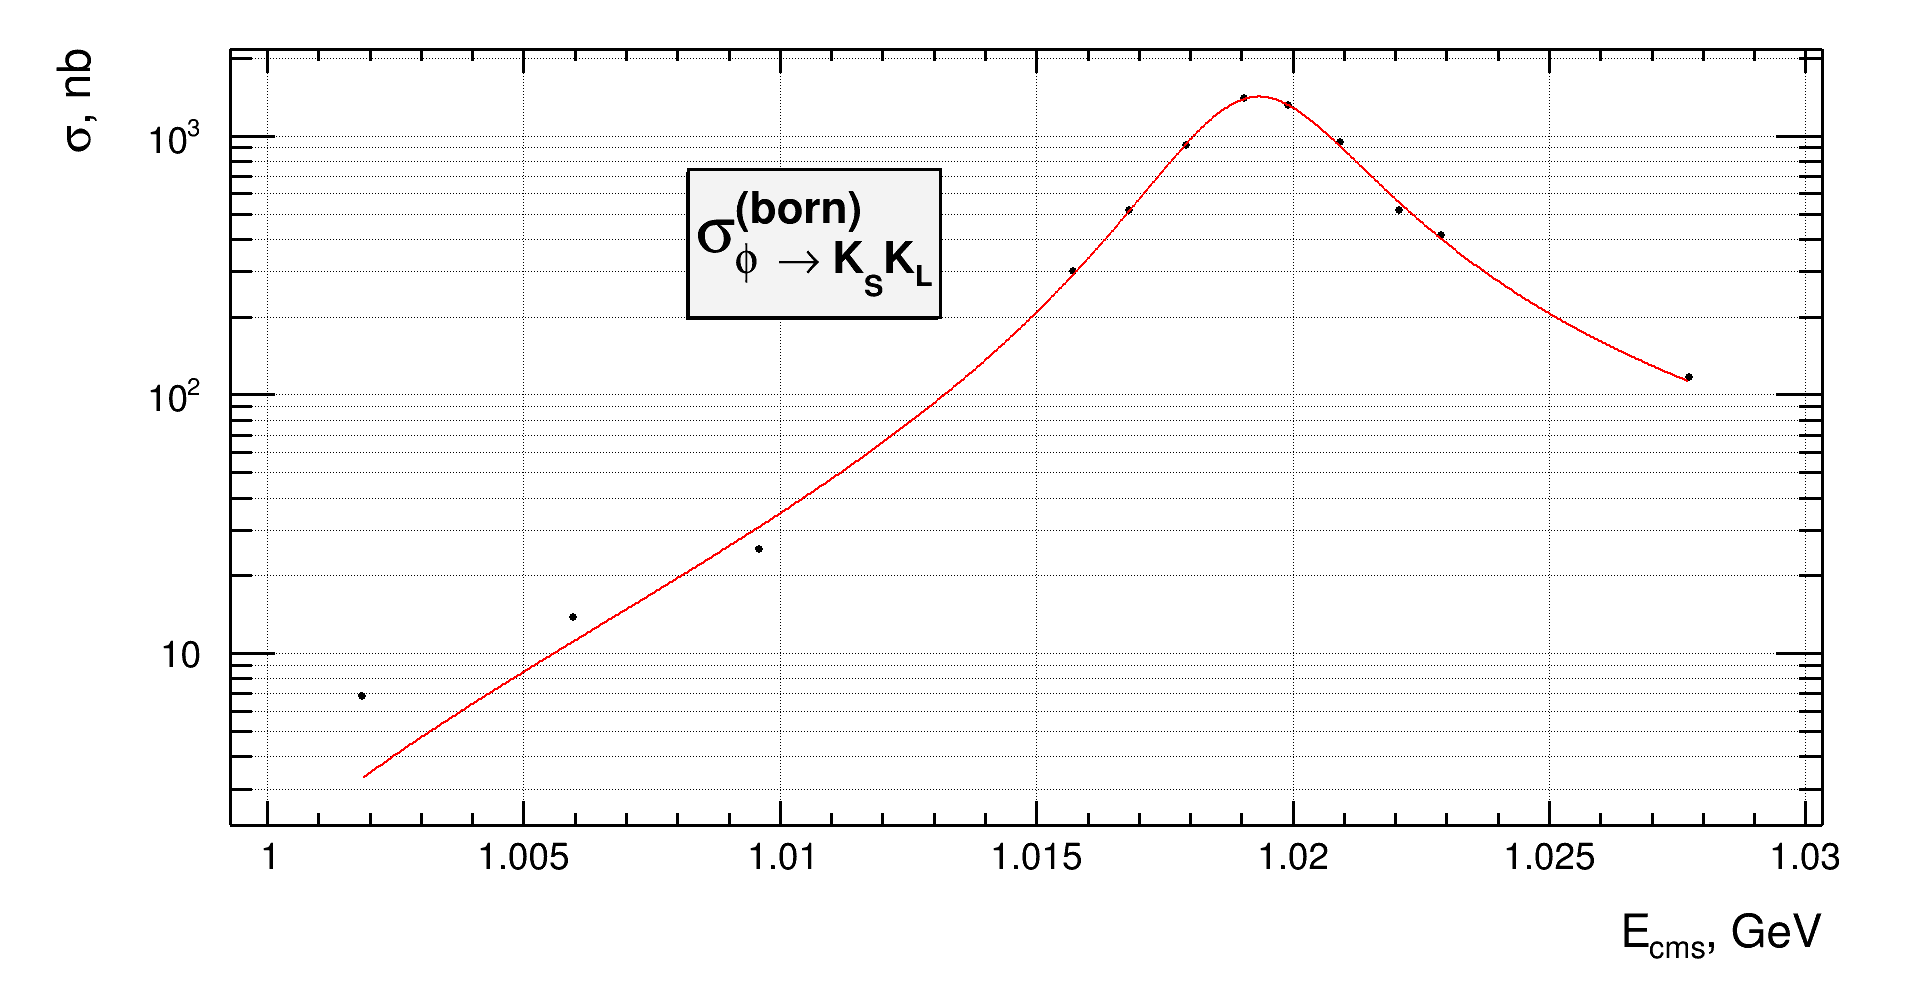 σ, nb
10³
10²
10
σ(born)
ϕ → KSKL
1 1.005 1.01 1.015 1.02 1.025 1.03
Ecms, GeV